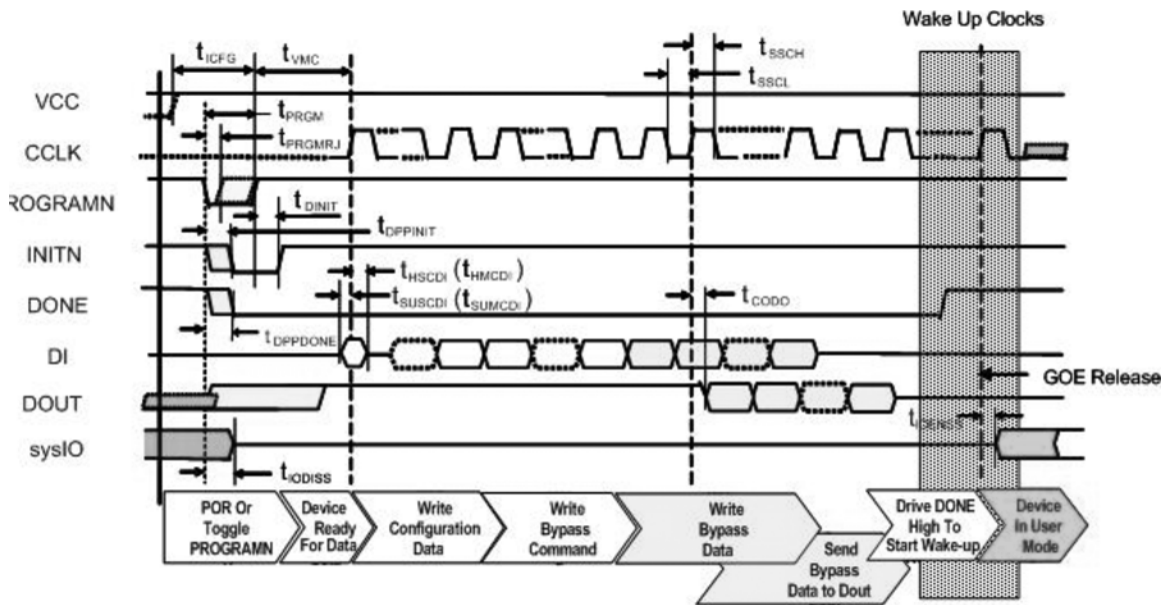 Wake Up Clocks
tICFG
tVMC
tSSCH
tSSCL
VCC
tPRGM
CCLK
tPRGMRJ
ROGRAMN
tDINIT
tDPPINIT
INITN
tHSCDI (tHMCDI)
DONE
tSUSCDI (tSUMCDI)
tCODO
tDPPDONE
DI
GOE Release
DOUT
tIOENSS
sysIO
tIODISS
POR Or
Toggle
PROGRAMN
Device
Ready
For Data
Write
Configuration
Data
Write
Bypass
Command
Write
Bypass
Data
Send
Bypass
Data to Dout
Drive DONE
High To
Start Wake-up
Device
In User
Mode